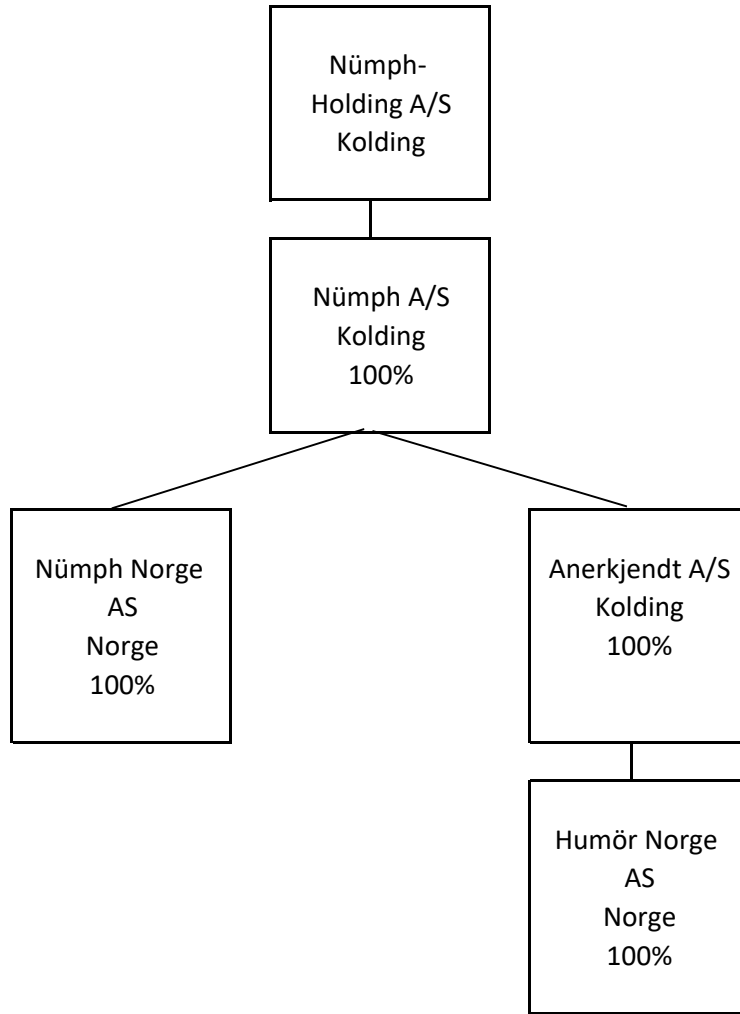 Nümph-
Holding A/S
Kolding
Nümph A/S
Kolding
100%
Nümph Norge
AS
Norge
100%
Anerkjendt A/S
Kolding
100%
Humör Norge
AS
Norge
100%